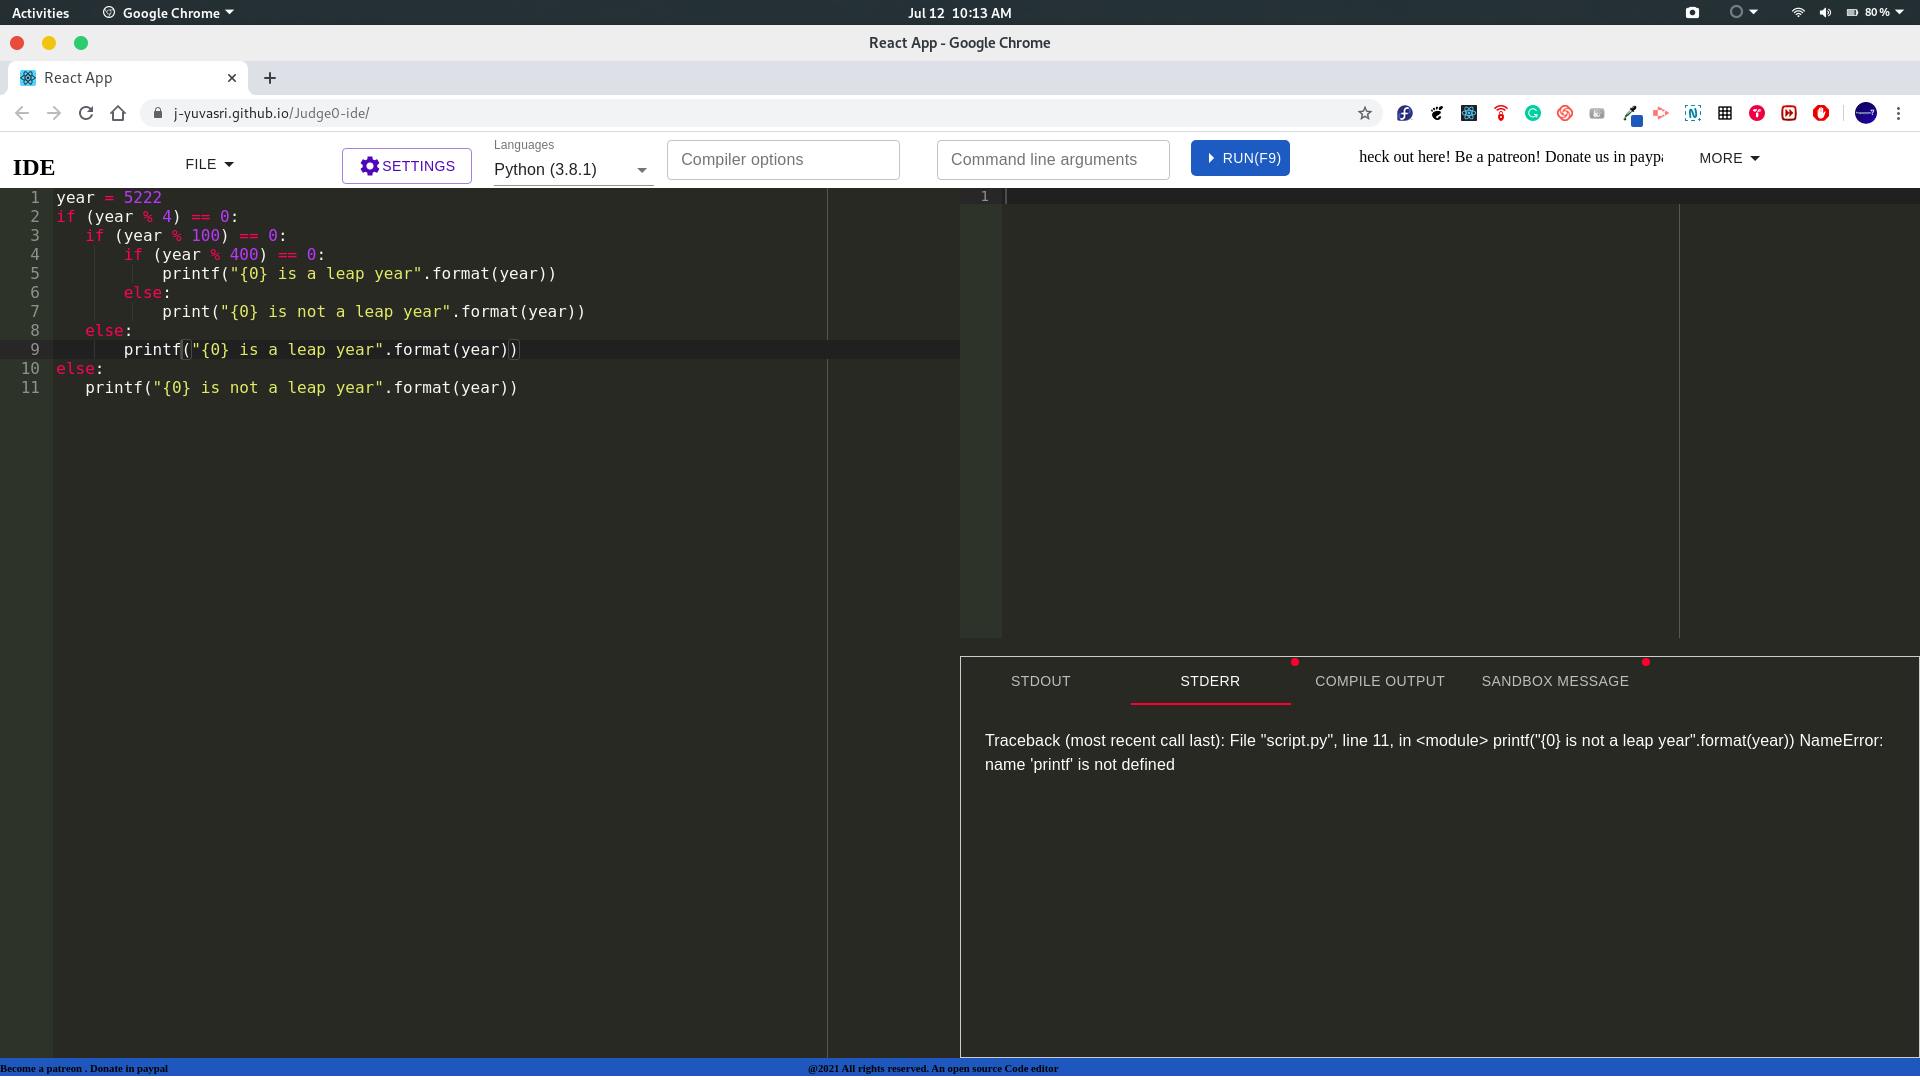 Activities
Google Chrome
Jul 12 10:13 AM
80 %
React App - Google Chrome
React App
j-yuvasri.github.io/Judge0-ide/
IDE
FILE
SETTINGS
Languages
Python (3.8.1)
Compiler options
Command line arguments
RUN(F9)
heck out here! Be a patreon! Donate us in paypa
MORE
1 year = 5222
2 if (year % 4) == 0:
3 if (year % 100) == 0:
4 if (year % 400) == 0:
5 printf("{0} is a leap year".format(year))
6 else:
7 print("{0} is not a leap year".format(year))
8 else:
9 printf("{0} is a leap year".format(year))
10 else:
11 printf("{0} is not a leap year".format(year))
1
STDOUT
STDERR
COMPILE OUTPUT
SANDBOX MESSAGE
Traceback (most recent call last): File "script.py", line 11, in <module> printf("{0} is not a leap year".format(year)) NameError:
name 'printf' is not defined
Become a patreon . Donate in paypal
@2021 All rights reserved. An open source Code editor